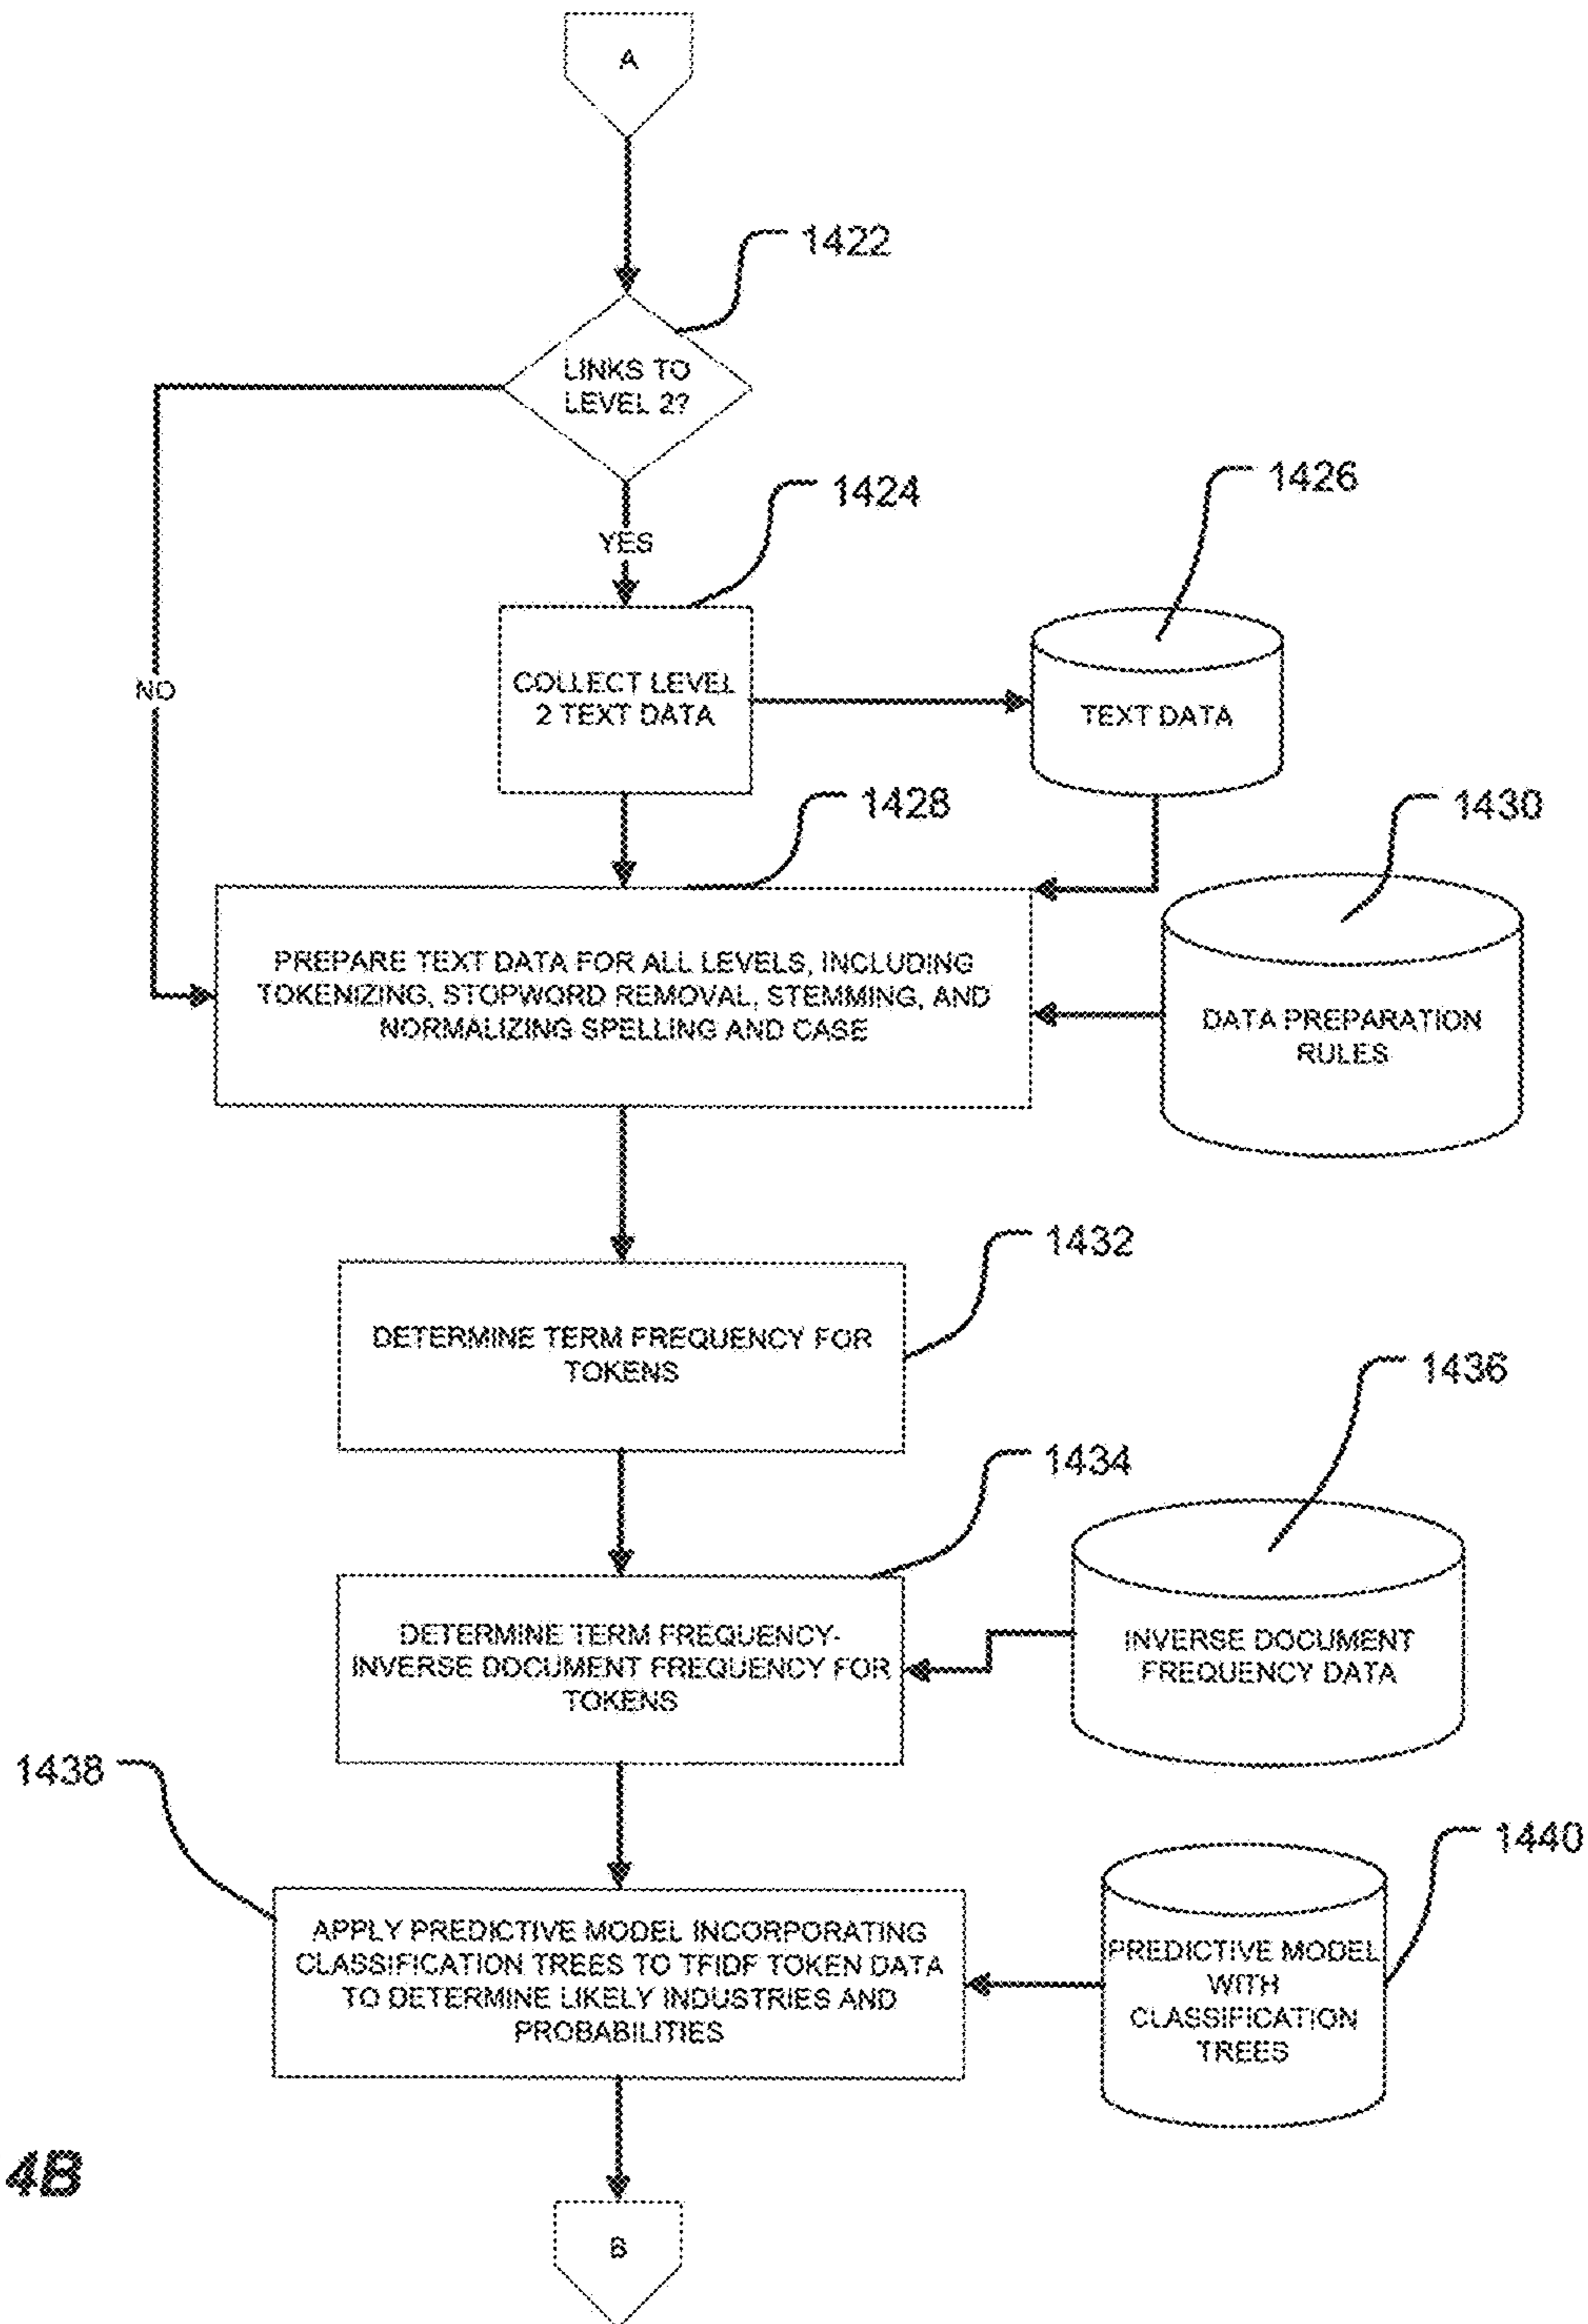 A
1422
LINKS TO
LEVEL 2?
1424
1426
YES
COLLECT LEVEL
2 TEXT DATA
TEXT DATA
NO
1428
1430
PREPARE TEXT DATA FOR ALL LEVELS, INCLUDING
TOKENIZING, STOPWORD REMOVAL, STEMMING, AND
NORMALIZING SPELLING AND CASE
DATA PREPARATION
RULES
1432
DETERMINE TERM FREQUENCY FOR
TOKENS
1436
1434
DETERMINE TERM FREQUENCY-
INVERSE DOCUMENT FREQUENCY FOR
TOKENS
INVERSE DOCUMENT
FREQUENCY DATA
1438
1440
APPLY PREDICTIVE MODEL INCORPORATING
CLASSIFICATION TREES TO TFIDF TOKEN DATA
TO DETERMINE LIKELY INDUSTRIES AND
PROBABILITIES
PREDICTIVE MODEL
WITH
CLASSIFICATION
TREES
4B
B